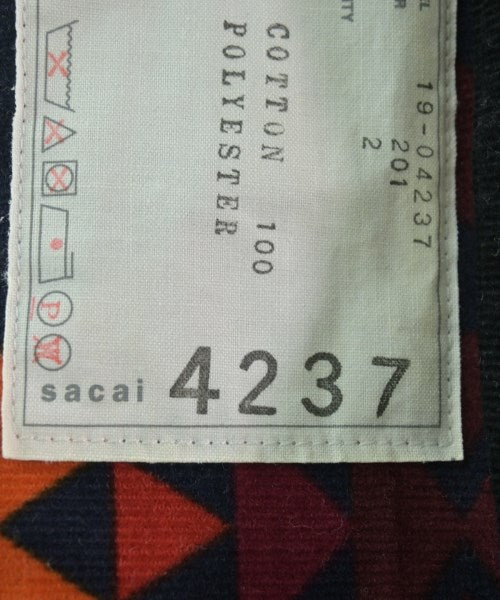 19-04237
201
2
COTTON 100
POLYESTER
P
W
sacai 4237